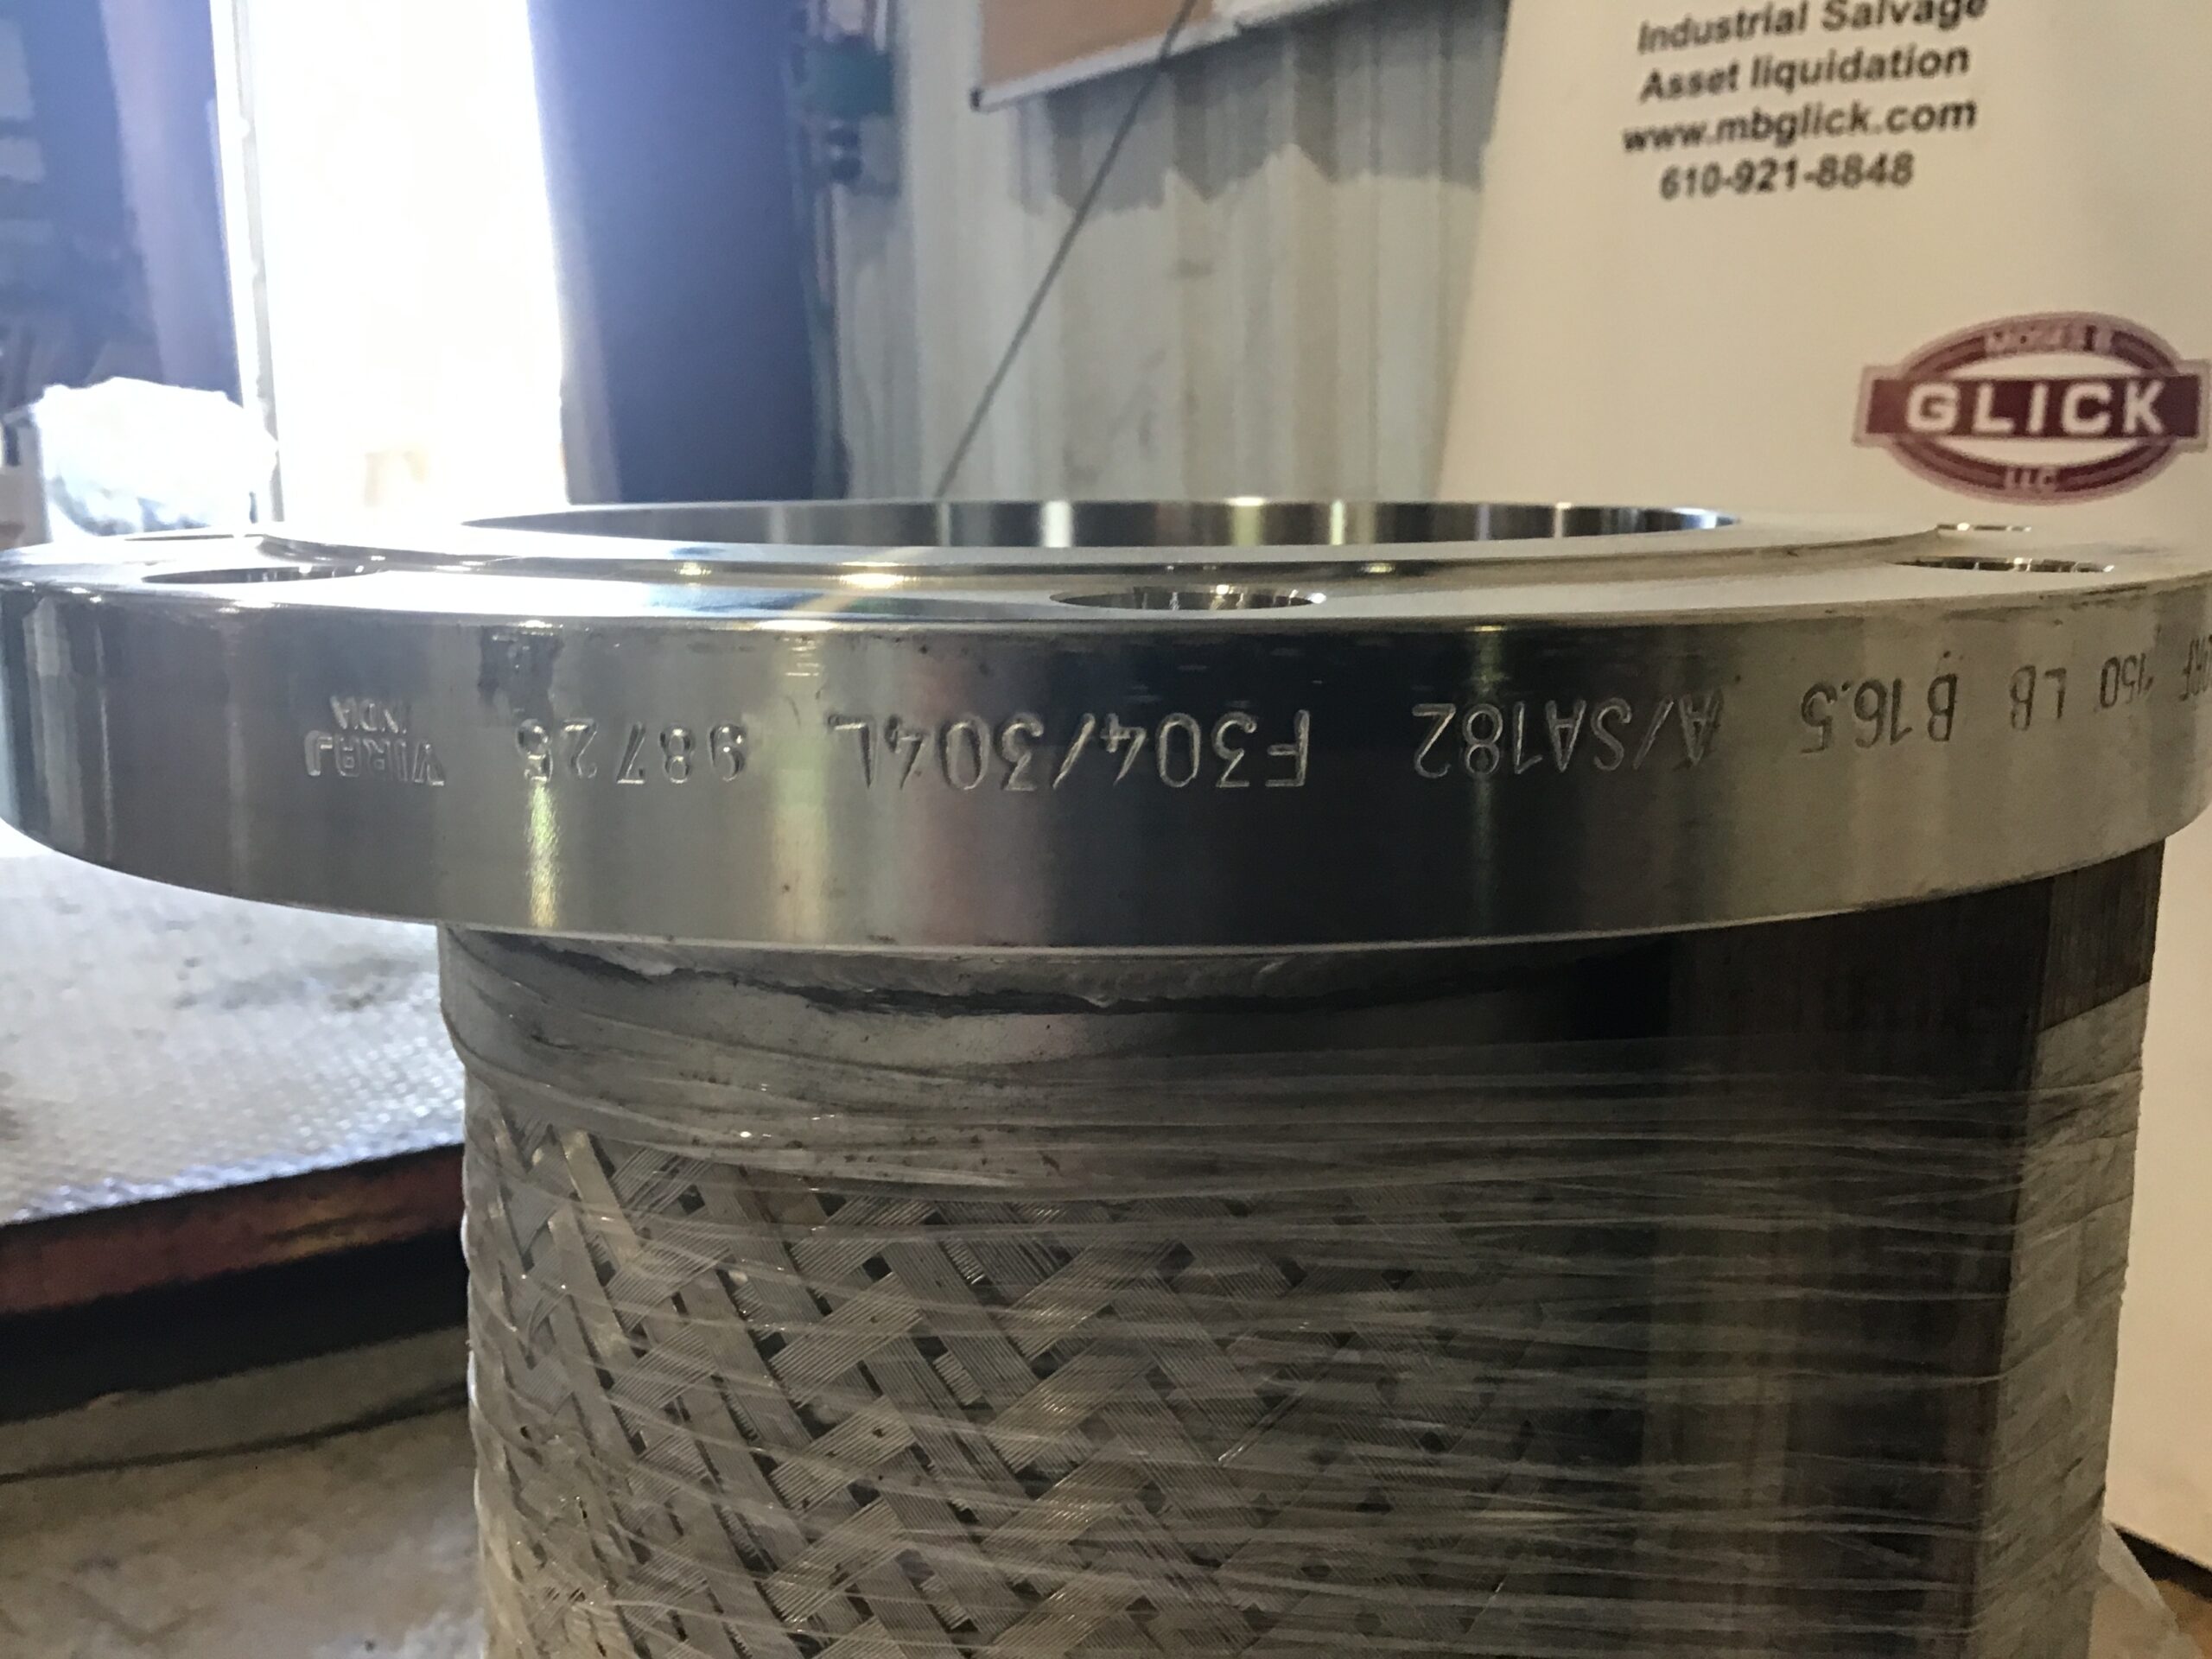 Industrial Salvage
Asset liquidation
www.mbglick.com
610-921-8848
MOSES B.
GLICK
LLC
150 LB B16.5 A/SA182 F304/304L VIRAJ
INDIA